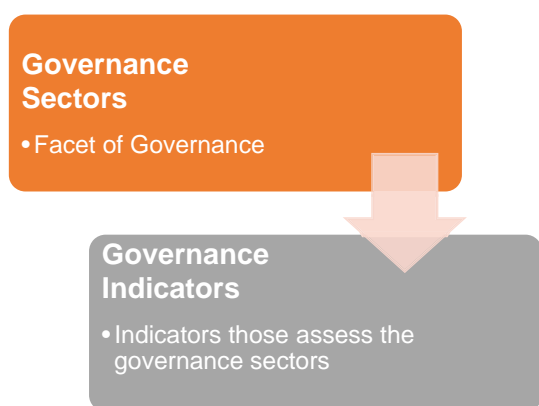 Governance
Sectors
•Facet of Governance
Governance
Indicators
•Indicators those assess the
governance sectors